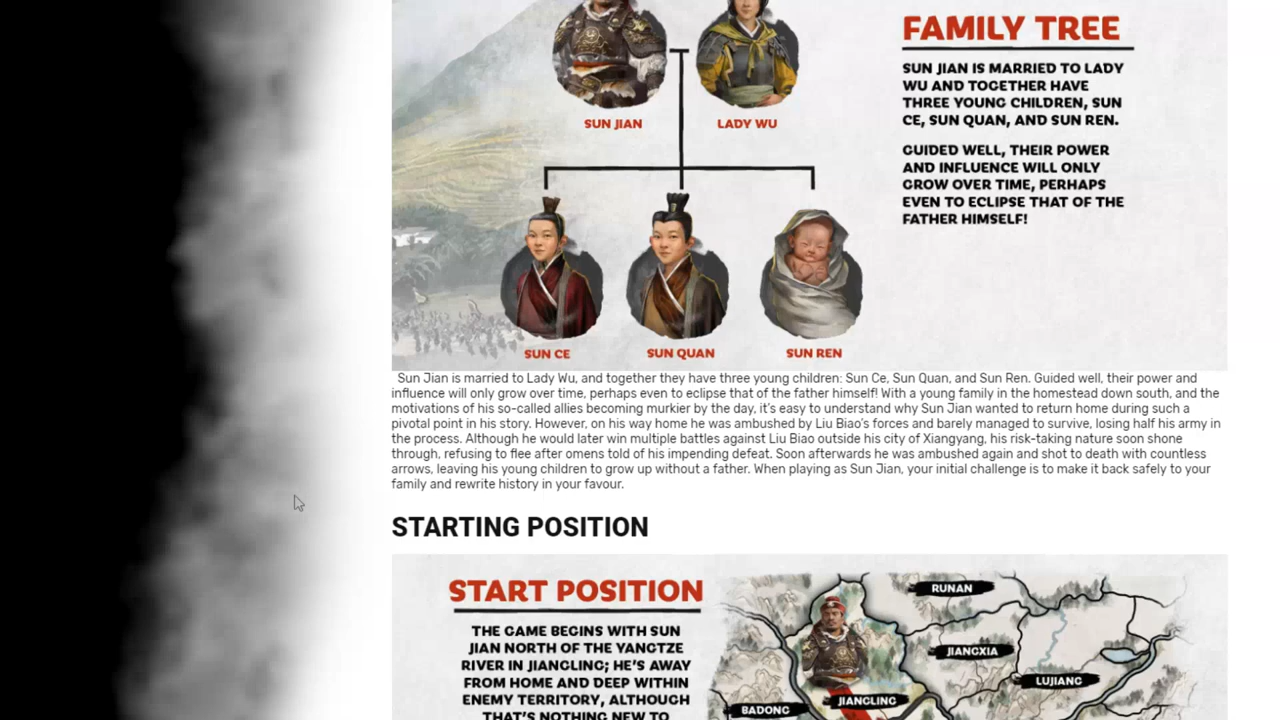 FAMILY TREE
SUN JIAN IS MARRIED TO LADY
WU AND TOGETHER HAVE
THREE YOUNG CHILDREN, SUN
CE, SUN QUAN, AND SUN REN.
GUIDED WELL, THEIR POWER
AND INFLUENCE WILL ONLY
GROW OVER TIME, PERHAPS
EVEN TO ECLIPSE THAT OF THE
FATHER HIMSELF!
SUN JIAN
LADY WU
SUN CE
SUN QUAN
SUN REN
Sun Jian is married to Lady Wu, and together they have three young children: Sun Ce, Sun Quan, and Sun Ren. Guided well, their power and
influence will only grow over time, perhaps even to eclipse that of the father himself! With a young family in the homestead down south, and the
motivations of his so-called allies becoming murkier by the day, it's easy to understand why Sun Jian wanted to return home during such a
pivotal point in his story. However, on his way home he was ambushed by Liu Biao's forces and barely managed to survive, losing half his army in
the process. Although he would later win multiple battles against Liu Biao outside his city of Xiangyang, his risk-taking nature soon shone
through, refusing to flee after omens told of his impending defeat. Soon afterwards he was ambushed again and shot to death with countless
arrows, leaving his young children to grow up without a father. When playing as Sun Jian, your initial challenge is to make it back safely to your
family and rewrite history in your favour.
STARTING POSITION
START POSITION
THE GAME BEGINS WITH SUN
JIAN NORTH OF THE YANGTZE
RIVER IN JIANGLING; HE'S AWAY
FROM HOME AND DEEP WITHIN
ENEMY TERRITORY, ALTHOUGH
THAT'S NOTHING NEW TO
RUNAN
JIANGXIA
LUJIANG
JIANGLING
BADONG